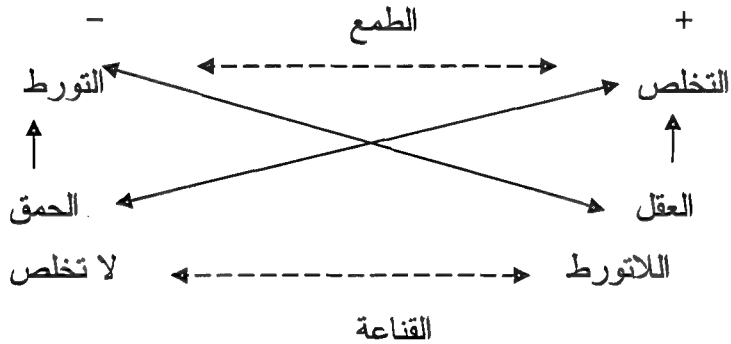 + الطمع –
التخلص التورط
العقل الحمق
اللاتورط لا تخلص
القناعة